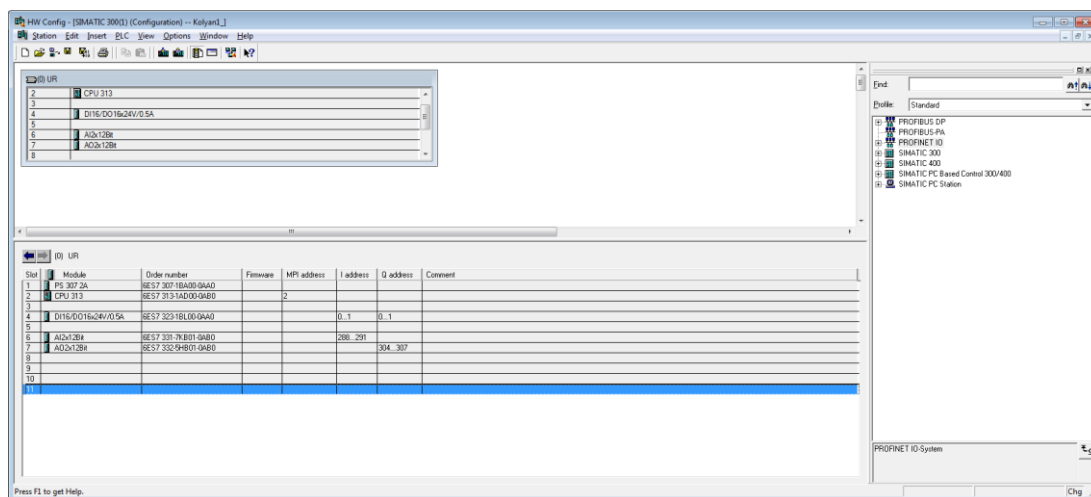 HW Config - [SIMATIC 300(1) (Configuration) -- Kolyan1_]
Station Edit Insert PLC View Options Window Help
(0) UR
2 CPU 313
3
4 DI16/DO16x24V/0.5A
5
6 AI2x12Bit
7 AO2x12Bit
8
Find:
Profile: Standard
PROFIBUS DP
PROFIBUS-PA
PROFINET IO
SIMATIC 300
SIMATIC 400
SIMATIC PC Based Control 300/400
SIMATIC PC Station
(0) UR
Slot Module Order number Firmware MPI address I address Q address Comment
1 PS 307 2A 6ES7 307-1BA00-0AA0
2 CPU 313 6ES7 313-1AD00-0AB0 2
3
4 DI16/DO16x24V/0.5A 6ES7 323-1BL00-0AA0 0...1 0...1
5
6 AI2x12Bit 6ES7 331-7KB01-0AB0 288...291
7 AO2x12Bit 6ES7 332-5HB01-0AB0 304...307
8
9
10
11
PROFINET IO-System
Press F1 to get Help.
Chg